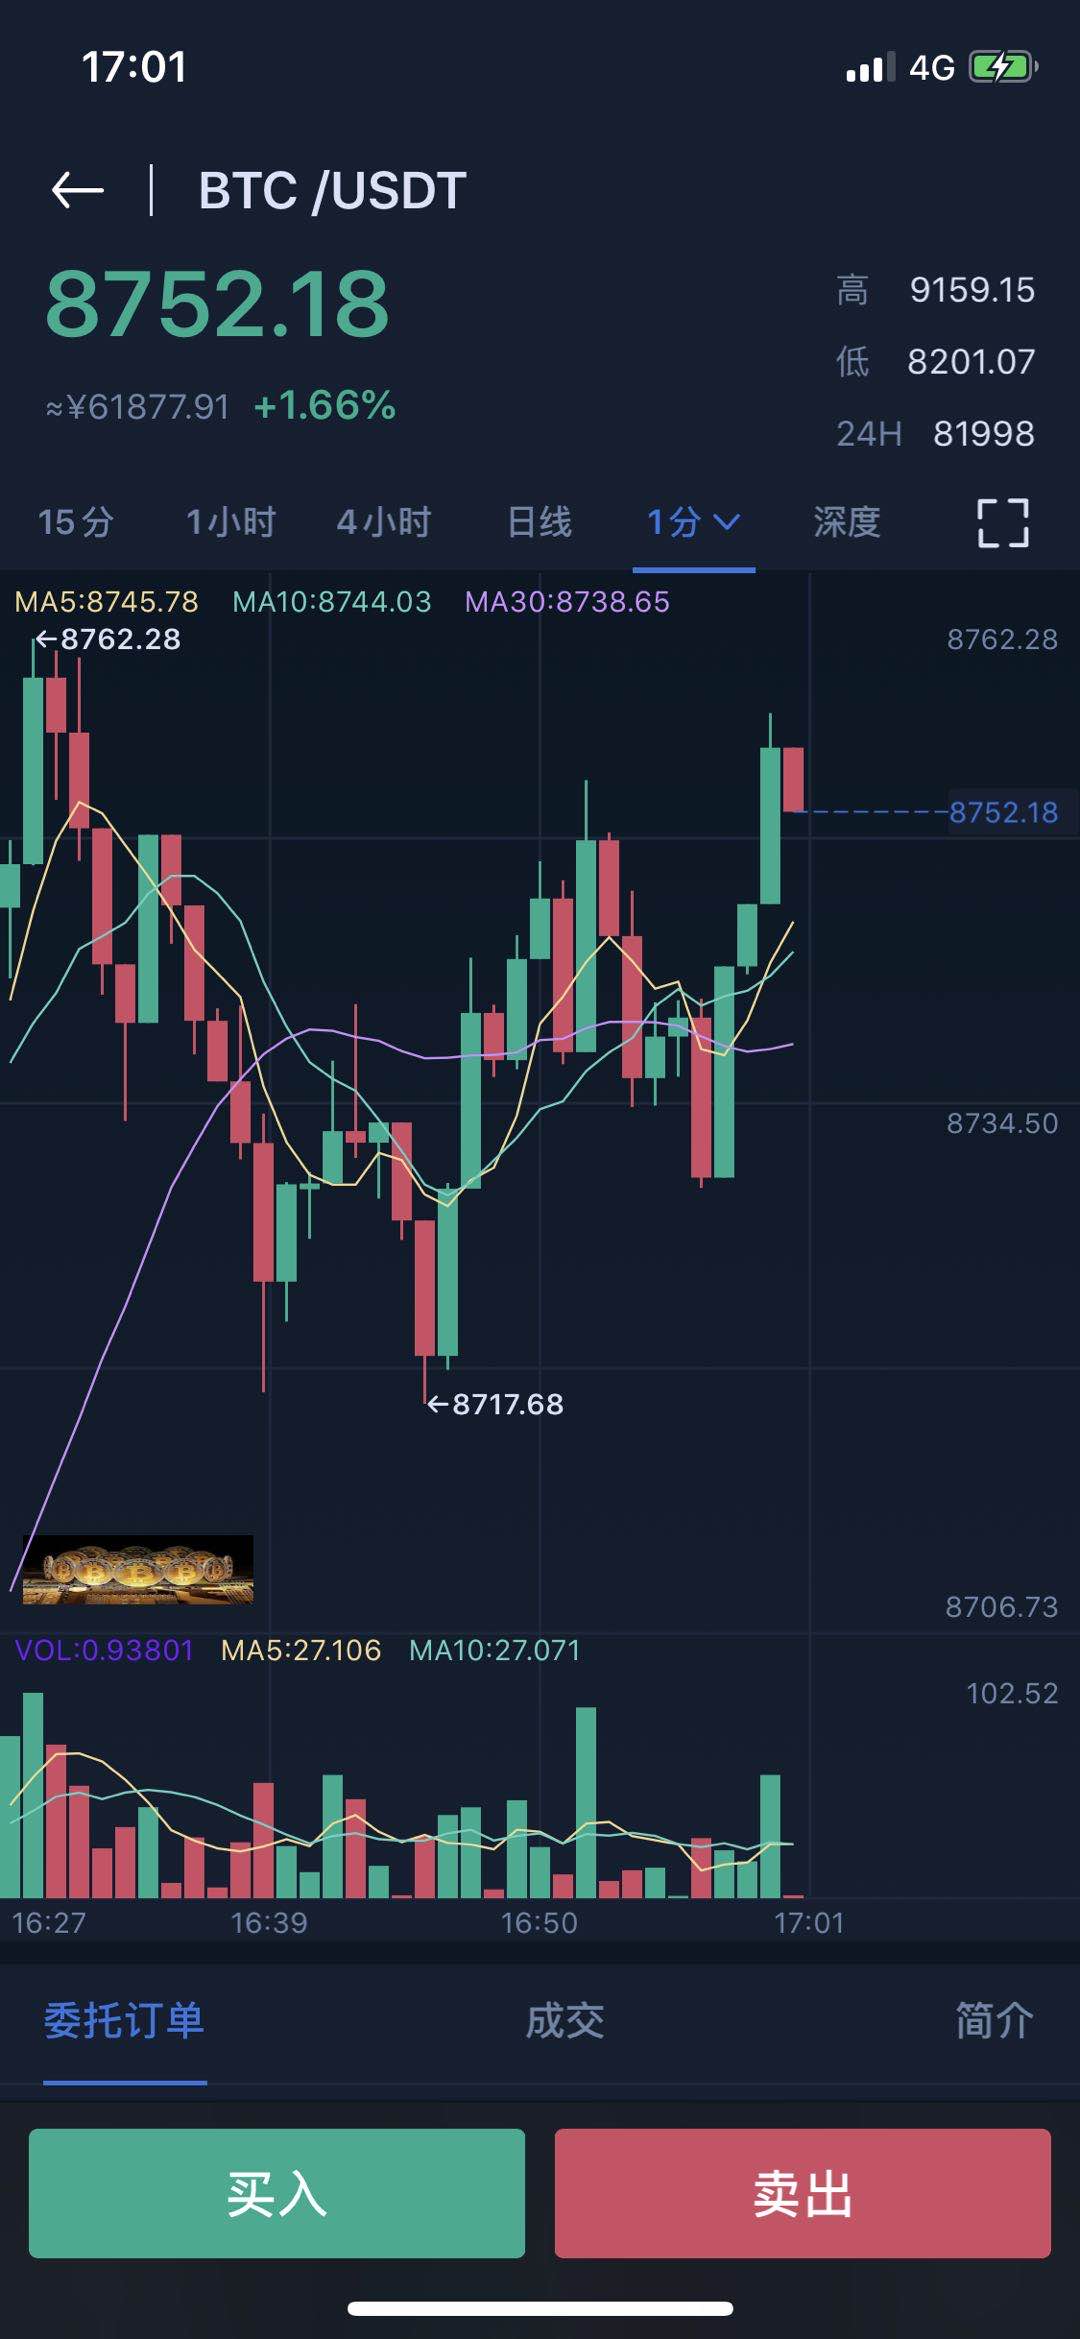 17:01 4G
BTC /USDT
8752.18
高 9159.15
低 8201.07
≈¥61877.91 +1.66%
24H 81998
15分 1小时 4小时 日线 1分 深度
MA5:8745.78 MA10:8744.03 MA30:8738.65
←8762.28
8762.28
8752.18
8734.50
←8717.68
8706.73
VOL:0.93801 MA5:27.106 MA10:27.071
102.52
16:27 16:39 16:50 17:01
委托订单 成交 简介
买入 卖出